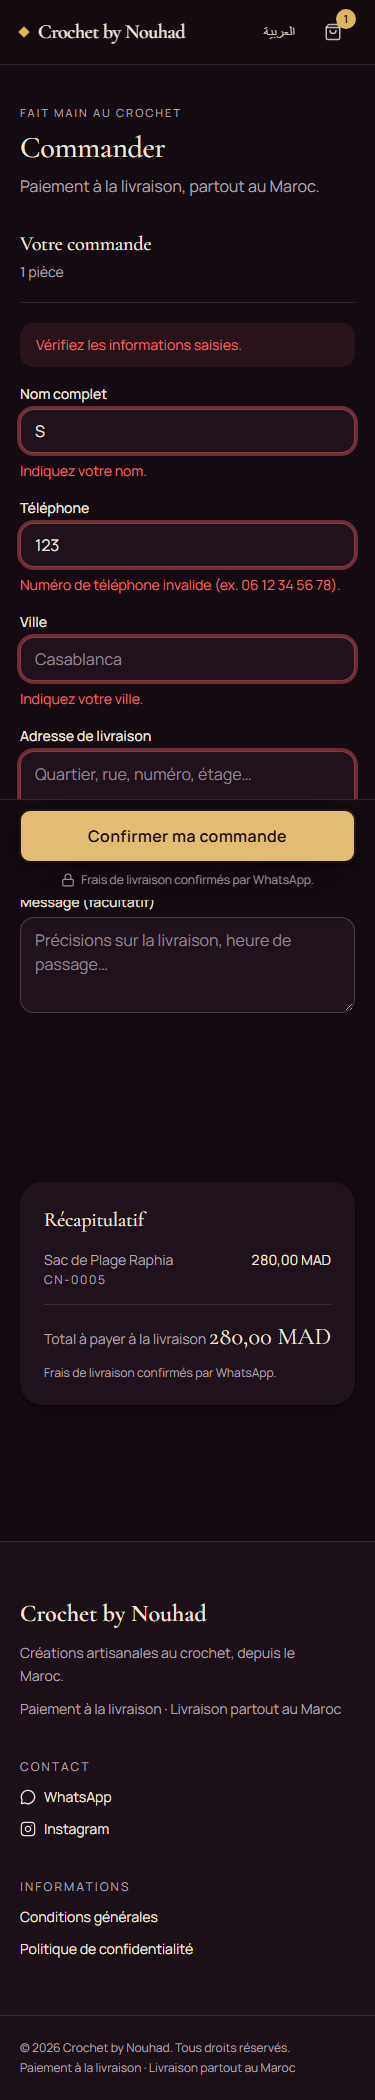 Crochet by Nouhad
العربية
1
FAIT MAIN AU CROCHET
Commander
Paiement à la livraison, partout au Maroc.
Votre commande
1 pièce
Vérifiez les informations saisies.
Nom complet
S
Indiquez votre nom.
Téléphone
123
Numéro de téléphone invalide (ex. 06 12 34 56 78).
Ville
Casablanca
Indiquez votre ville.
Adresse de livraison
Quartier, rue, numéro, étage…
Confirmer ma commande
Frais de livraison confirmés par WhatsApp.
Message (facultatif)
Précisions sur la livraison, heure de
passage…
Récapitulatif
Sac de Plage Raphia 280,00 MAD
CN-0005
Total à payer à la livraison 280,00 MAD
Frais de livraison confirmés par WhatsApp.
Crochet by Nouhad
Créations artisanales au crochet, depuis le
Maroc.
Paiement à la livraison · Livraison partout au Maroc
CONTACT
WhatsApp
Instagram
INFORMATIONS
Conditions générales
Politique de confidentialité
© 2026 Crochet by Nouhad. Tous droits réservés.
Paiement à la livraison · Livraison partout au Maroc